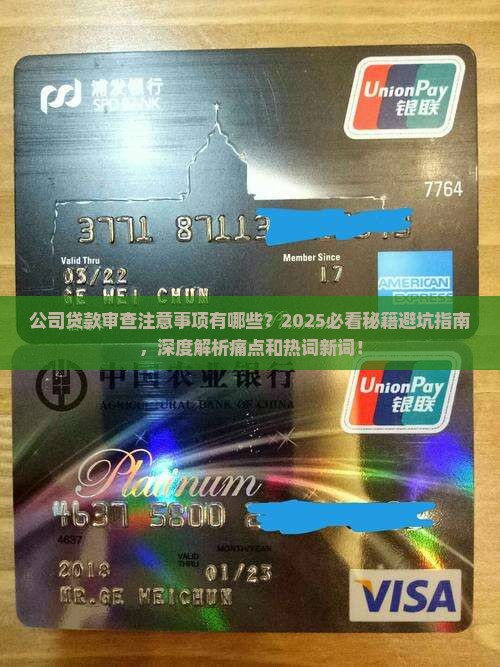 浦发银行
SPD BANK
UnionPay
银联
7764
Valid Thru
Member Since
03/22
17
GE WEI CHUN
AMERICAN
EXPRESS
公司贷款审查注意事项有哪些？2025必看秘籍避坑指南
，深度解析痛点和热词新词！
中国农业银行
AGRICULTURAL BANK OF CHINA
UnionPay
银联
Platinum
4637 5800
4637
MONTH/YEAR
VALID
THRU
2018
01/23
MR.GE WEICHUN
VISA